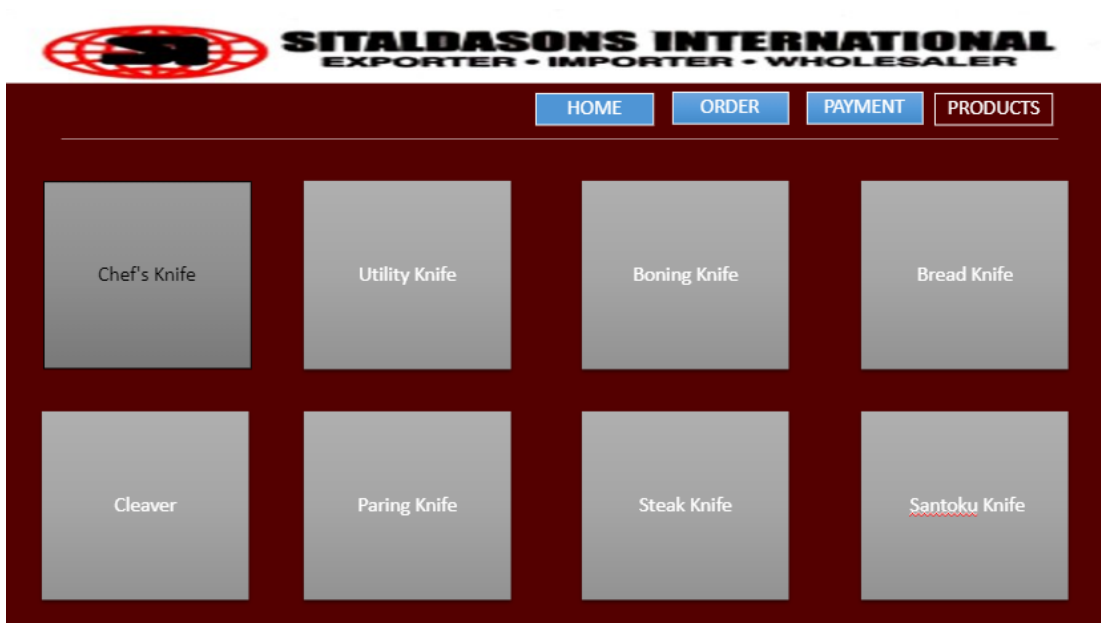 SI
SITALDASONS INTERNATIONAL
EXPORTER • IMPORTER • WHOLESALER
HOME ORDER PAYMENT PRODUCTS
Chef's Knife Utility Knife Boning Knife Bread Knife
Cleaver Paring Knife Steak Knife Santoku Knife